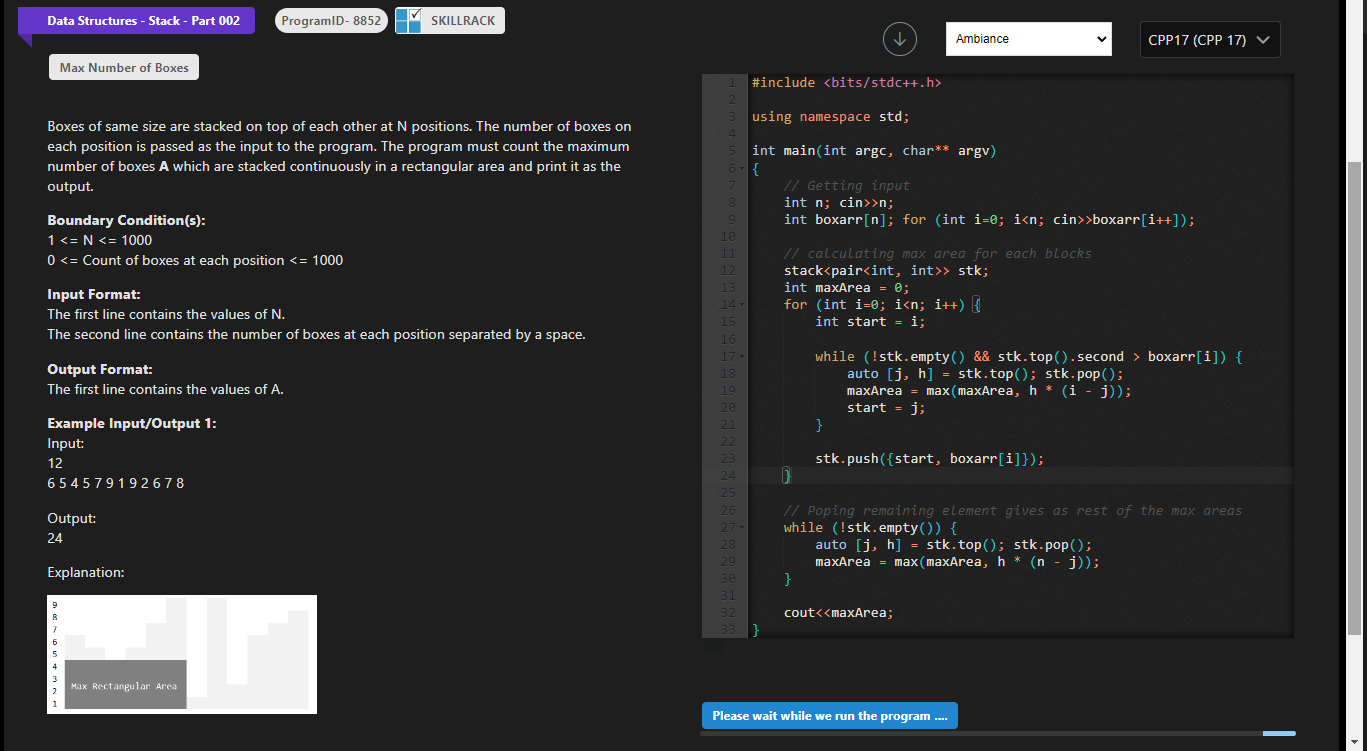 Data Structures - Stack - Part 002
ProgramID- 8852
SKILLRACK
Max Number of Boxes
Boxes of same size are stacked on top of each other at N positions. The number of boxes on
each position is passed as the input to the program. The program must count the maximum
number of boxes A which are stacked continuously in a rectangular area and print it as the
output.
Boundary Condition(s):
1 <= N <= 1000
0 <= Count of boxes at each position <= 1000
Input Format:
The first line contains the values of N.
The second line contains the number of boxes at each position separated by a space.
Output Format:
The first line contains the values of A.
Example Input/Output 1:
Input:
12
6 5 4 5 7 9 1 9 2 6 7 8
Output:
24
Explanation:
9
8
7
6
5
4
3
2
1
Max Rectangular Area
Ambiance
CPP17 (CPP 17)
1 #include <bits/stdc++.h>
2
3 using namespace std;
4
5 int main(int argc, char** argv)
6 {
7     // Getting input
8     int n; cin>>n;
9     int boxarr[n]; for (int i=0; i<n; cin>>boxarr[i++]);
10
11     // calculating max area for each blocks
12     stack<pair<int, int>> stk;
13     int maxArea = 0;
14     for (int i=0; i<n; i++) {
15         int start = i;
16
17         while (!stk.empty() && stk.top().second > boxarr[i]) {
18             auto [j, h] = stk.top(); stk.pop();
19             maxArea = max(maxArea, h * (i - j));
20             start = j;
21         }
22
23         stk.push({start, boxarr[i]});
24     }
25
26     // Poping remaining element gives as rest of the max areas
27     while (!stk.empty()) {
28         auto [j, h] = stk.top(); stk.pop();
29         maxArea = max(maxArea, h * (n - j));
30     }
31
32     cout<<maxArea;
33 }
Please wait while we run the program ....